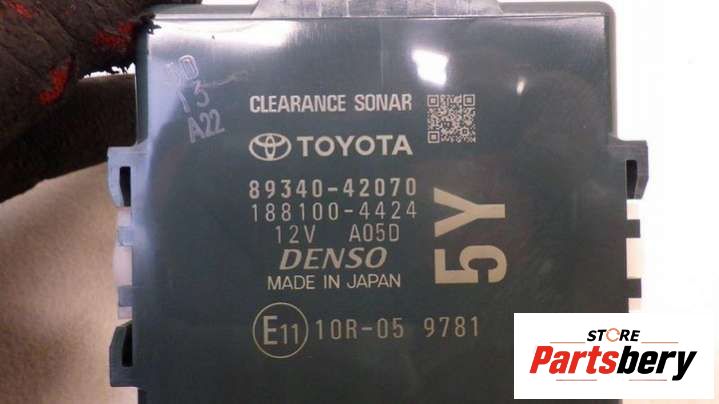 A22
CLEARANCE SONAR
TOYOTA
89340-42070
188100-4424
12V A05D
DENSO
MADE IN JAPAN
5Y
E11 10R-05 9781
STORE
Partsbery